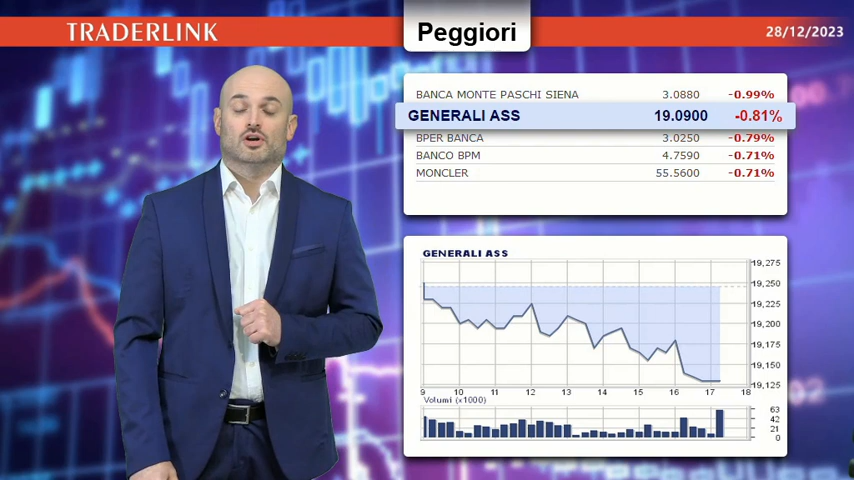 TRADERLINK
Peggiori
28/12/2023
BANCA MONTE PASCHI SIENA 3.0880 -0.99%
GENERALI ASS 19.0900 -0.81%
BPER BANCA 3.0250 -0.79%
BANCO BPM 4.7590 -0.71%
MONCLER 55.5600 -0.71%
GENERALI ASS
19,275
19,250
19,225
19,200
19,175
19,150
19,125
9 10 11 12 13 14 15 16 17 18
Volumi (x1000)
63
42
21
0